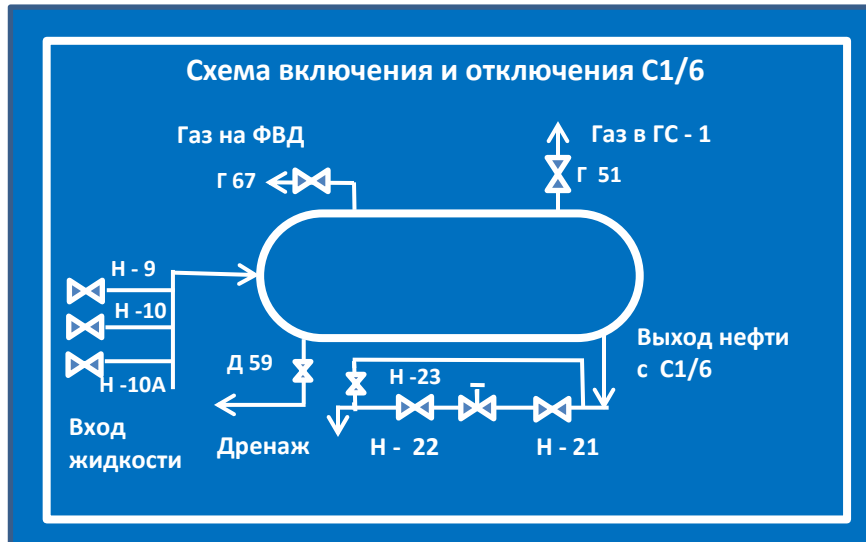 Схема включения и отключения С1/6
Газ на ФВД
Газ в ГС - 1
Г 67
Г 51
Н - 9
Н -10
Н -10А
Вход
жидкости
Д 59
Дренаж
Н -23
Н - 22
Н - 21
Выход нефти
с С1/6